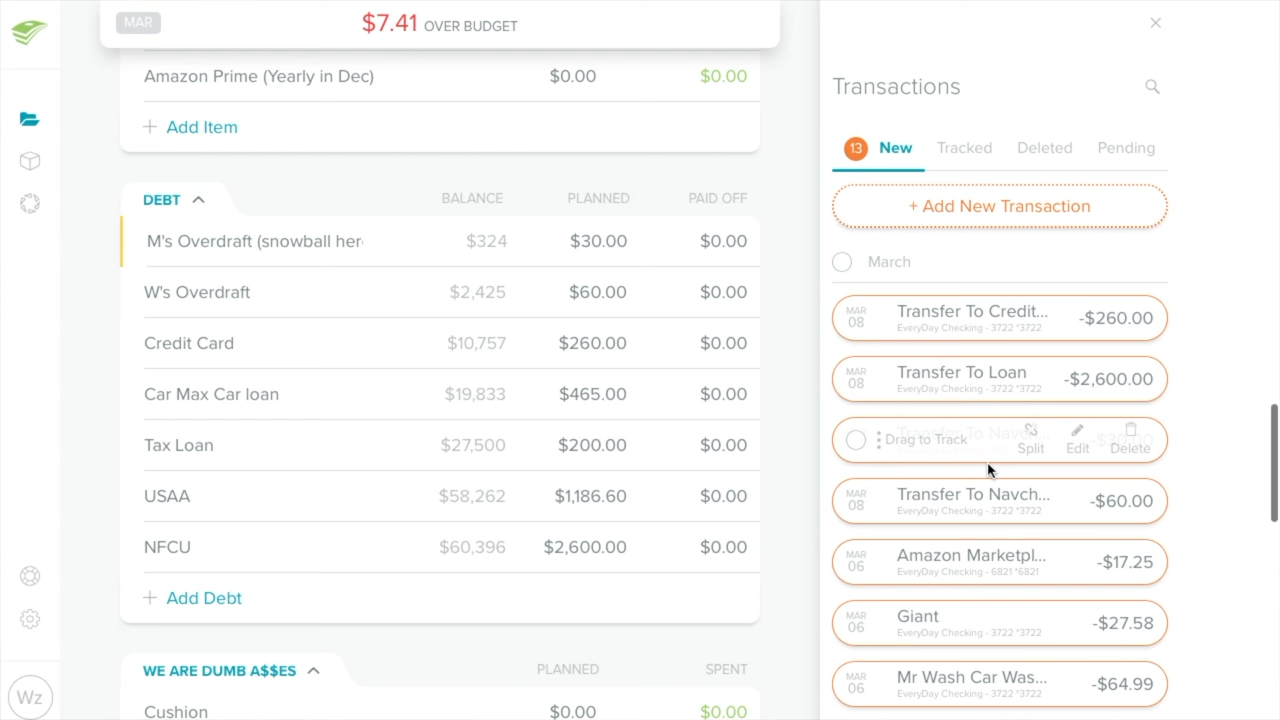 MAR $7.41 OVER BUDGET
Amazon Prime (Yearly in Dec) $0.00 $0.00
+ Add Item
DEBT BALANCE PLANNED PAID OFF
M's Overdraft (snowball her $324 $30.00 $0.00
W's Overdraft $2,425 $60.00 $0.00
Credit Card $10,757 $260.00 $0.00
Car Max Car loan $19,833 $465.00 $0.00
Tax Loan $27,500 $200.00 $0.00
USAA $58,262 $1,186.60 $0.00
NFCU $60,396 $2,600.00 $0.00
+ Add Debt
WE ARE DUMB A$$ES PLANNED SPENT
Cushion $0.00 $0.00
Wz
Transactions
13 New Tracked Deleted Pending
+ Add New Transaction
March
MAR 08 Transfer To Credit... -$260.00
EveryDay Checking - 3722 *3722
MAR 08 Transfer To Loan -$2,600.00
EveryDay Checking - 3722 *3722
Drag to Track Split Edit Delete
MAR 08 Transfer To Navch... -$60.00
EveryDay Checking - 3722 *3722
MAR 06 Amazon Marketpl... -$17.25
EveryDay Checking - 6821 *6821
MAR 06 Giant -$27.58
EveryDay Checking - 3722 *3722
MAR 06 Mr Wash Car Was... -$64.99
EveryDay Checking - 3722 *3722